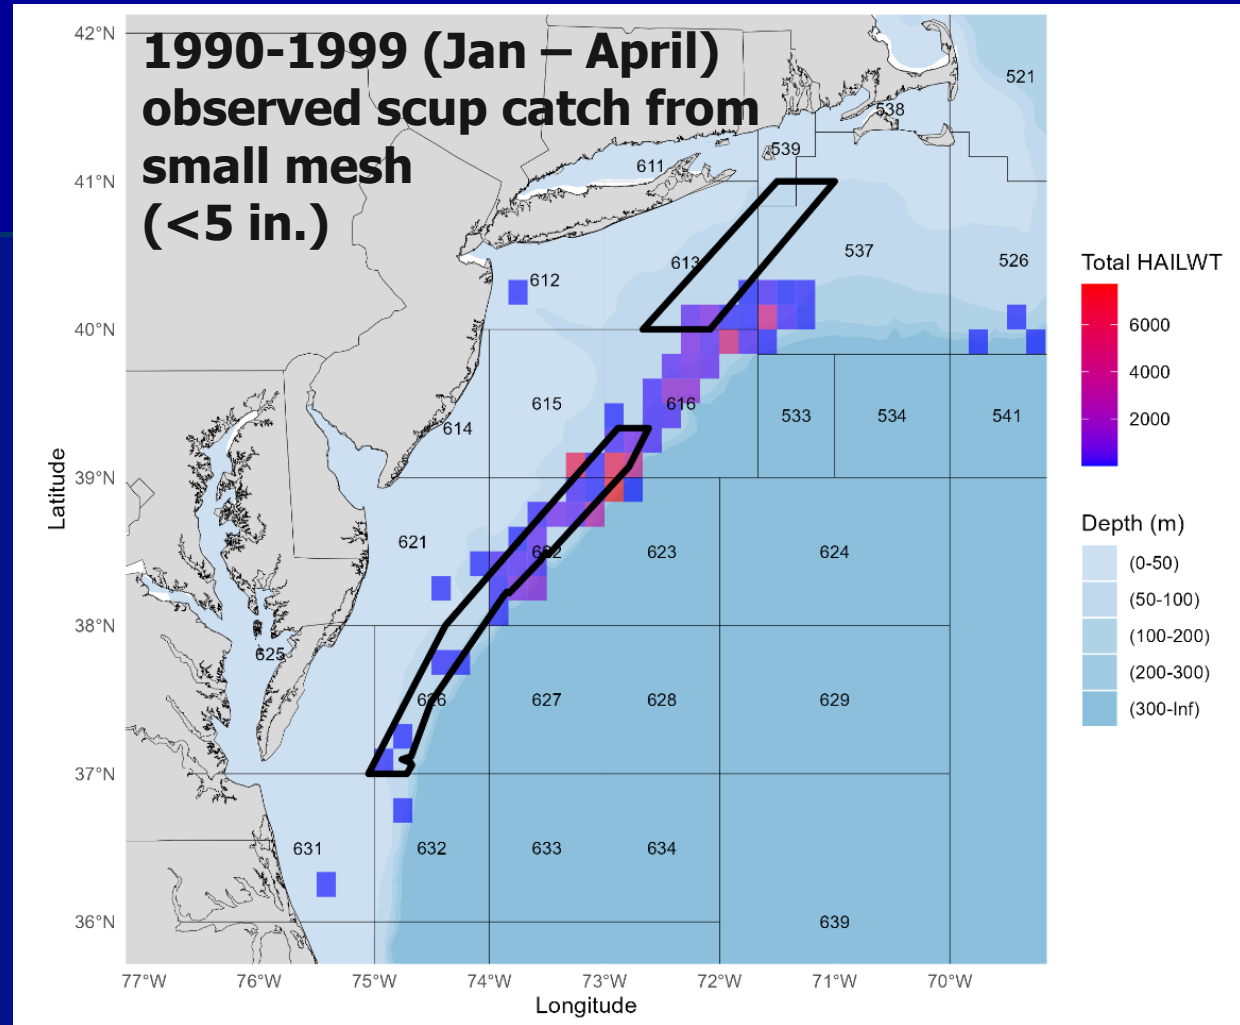 1990-1999 (Jan – April)
observed scup catch from
small mesh
(<5 in.)
42°N
41°N
40°N
39°N
38°N
37°N
36°N
Latitude
521
538
539
611
537
526
613
612
615
616
614
533
534
541
621
622
623
624
625
626
627
628
629
631
632
633
634
639
77°W
76°W
75°W
74°W
73°W
72°W
71°W
70°W
Longitude
Total HAILWT
6000
4000
2000
Depth (m)
(0-50)
(50-100)
(100-200)
(200-300)
(300-Inf)